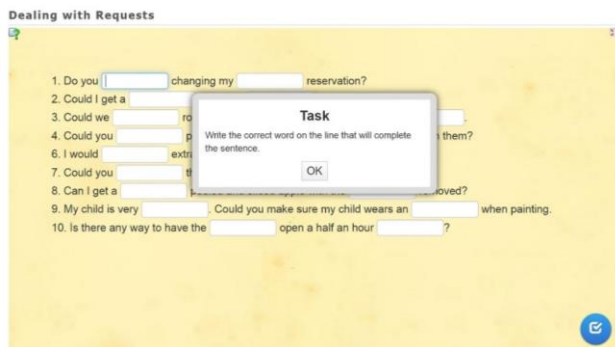 Dealing with Requests
1. Do you changing my reservation?
2. Could I get a
3. Could we ro .
4. Could you p them?
6. I would extr
7. Could you th
8. Can I get a moved?
9. My child is very . Could you make sure my child wears an when painting.
10. Is there any way to have the open a half an hour ?
Task
Write the correct word on the line that will complete
the sentence.
OK